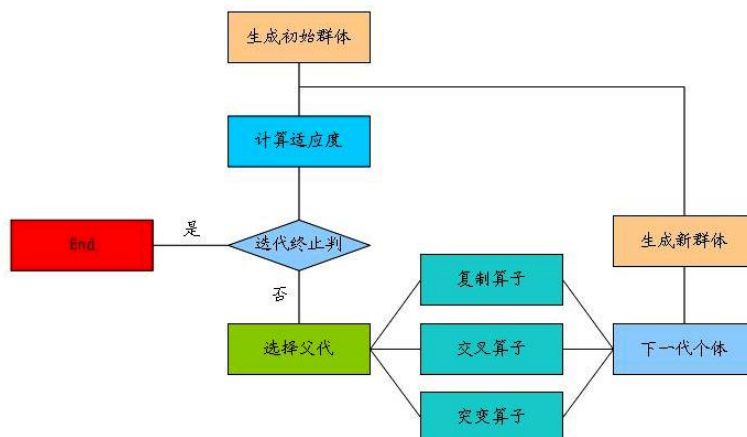 生成初始群体
计算适应度
是
End
迭代终止判
生成新群体
否
复制算子
选择父代
交叉算子
下一代个体
突变算子